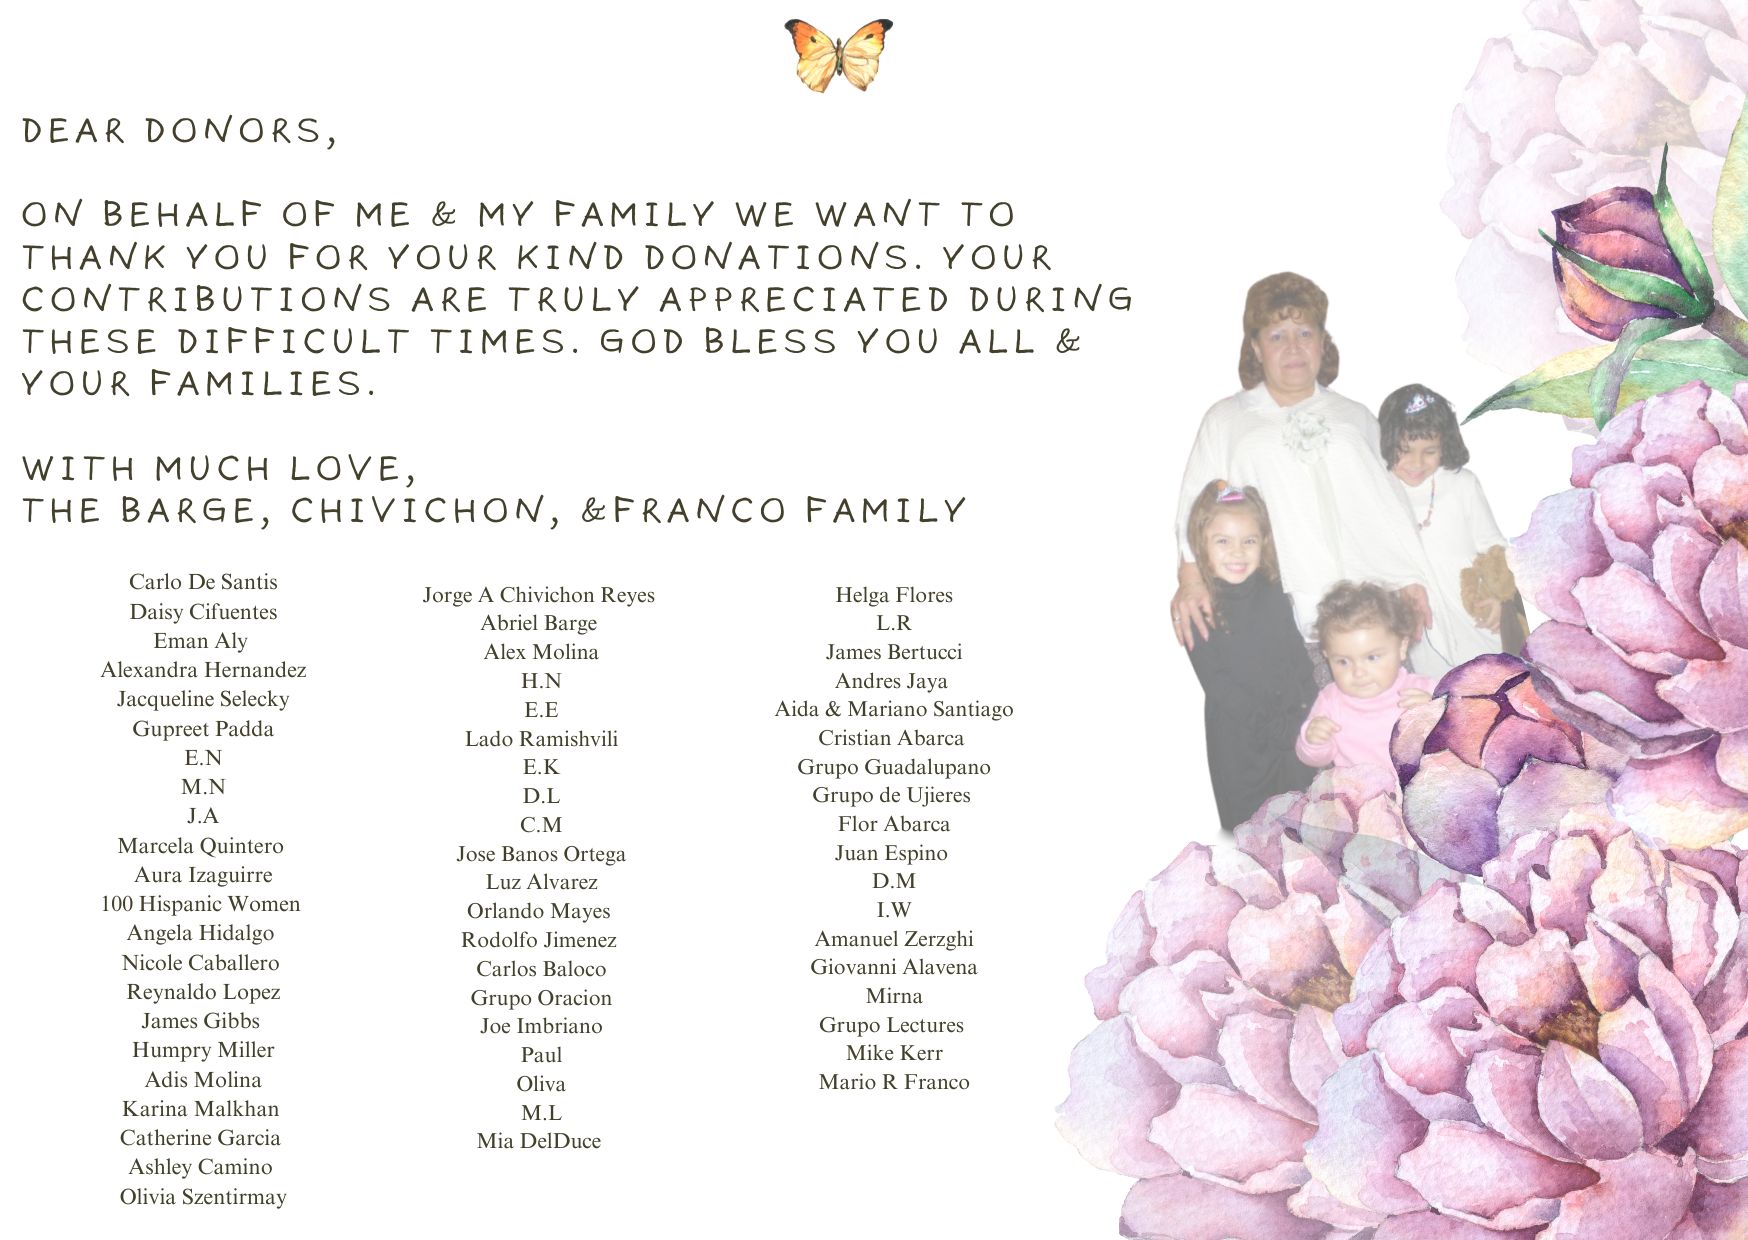 DEAR DONORS,
ON BEHALF OF ME & MY FAMILY WE WANT TO
THANK YOU FOR YOUR KIND DONATIONS. YOUR
CONTRIBUTIONS ARE TRULY APPRECIATED DURING
THESE DIFFICULT TIMES. GOD BLESS YOU ALL &
YOUR FAMILIES.
WITH MUCH LOVE,
THE BARGE, CHIVICHON, &FRANCO FAMILY
Carlo De Santis
Daisy Cifuentes
Eman Aly
Alexandra Hernandez
Jacqueline Selecky
Gupreet Padda
E.N
M.N
J.A
Marcela Quintero
Aura Izaguirre
100 Hispanic Women
Angela Hidalgo
Nicole Caballero
Reynaldo Lopez
James Gibbs
Humpry Miller
Adis Molina
Karina Malkhan
Catherine Garcia
Ashley Camino
Olivia Szentirmay
Jorge A Chivichon Reyes
Abriel Barge
Alex Molina
H.N
E.E
Lado Ramishvili
E.K
D.L
C.M
Jose Banos Ortega
Luz Alvarez
Orlando Mayes
Rodolfo Jimenez
Carlos Baloco
Grupo Oracion
Joe Imbriano
Paul
Oliva
M.L
Mia DelDuce
Helga Flores
L.R
James Bertucci
Andres Jaya
Aida & Mariano Santiago
Cristian Abarca
Grupo Guadalupano
Grupo de Ujieres
Flor Abarca
Juan Espino
D.M
I.W
Amanuel Zerzghi
Giovanni Alavena
Mirna
Grupo Lectures
Mike Kerr
Mario R Franco